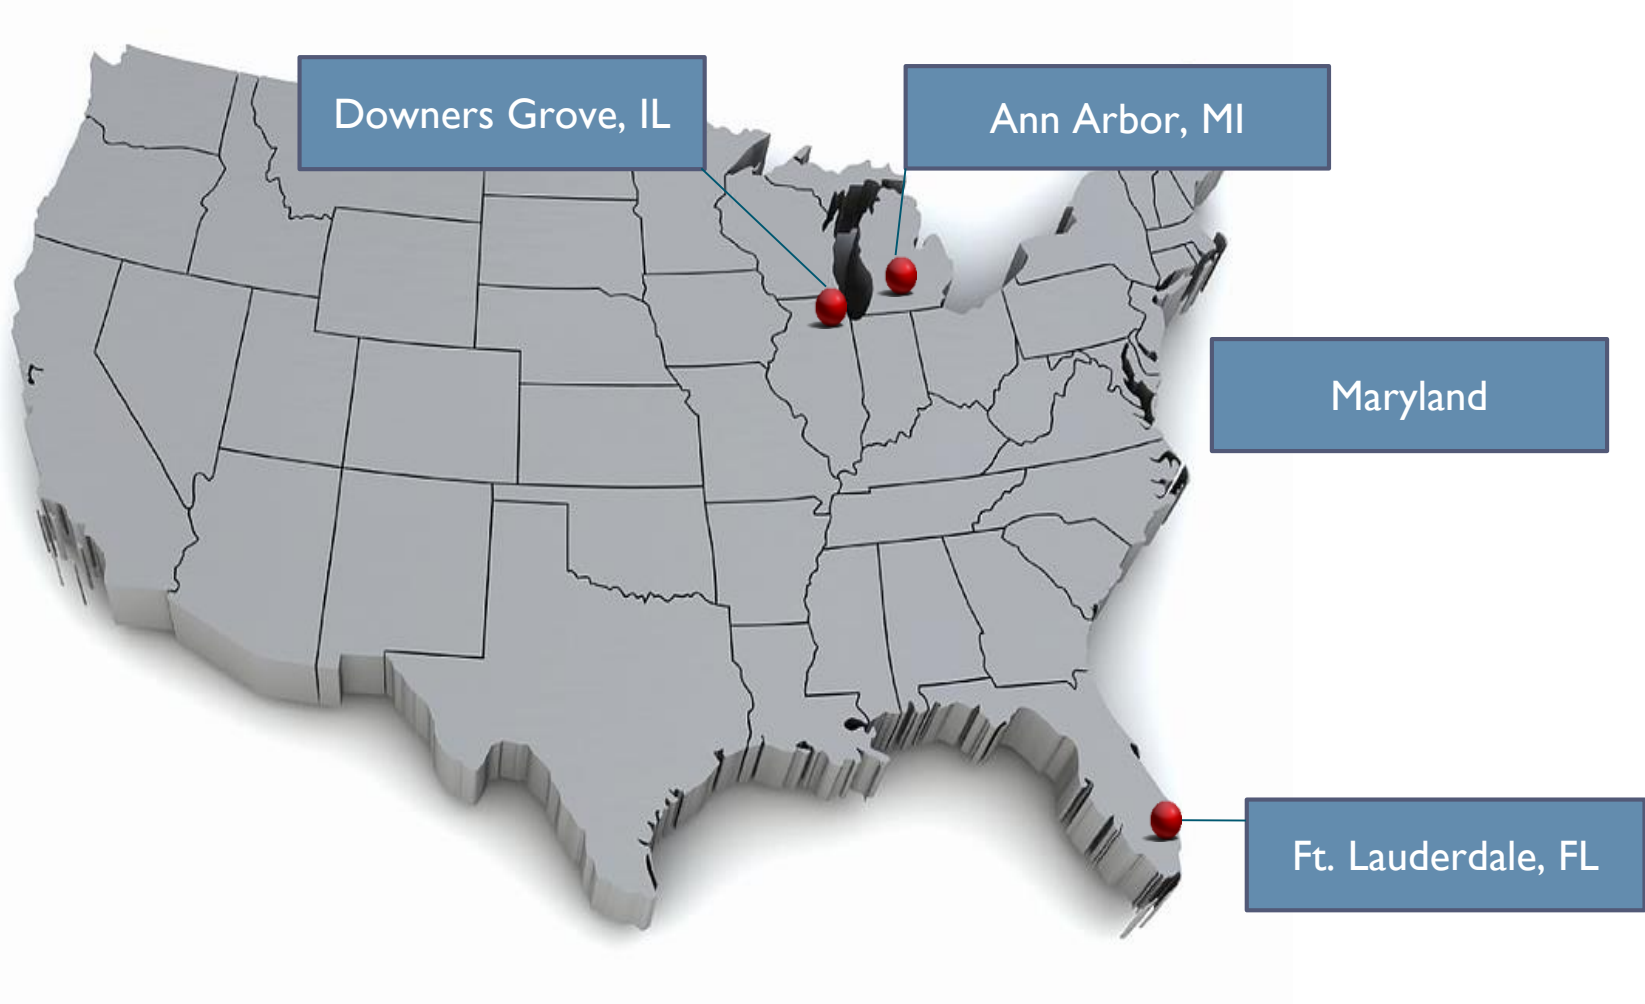 Downers Grove, IL
Ann Arbor, MI
Maryland
Ft. Lauderdale, FL